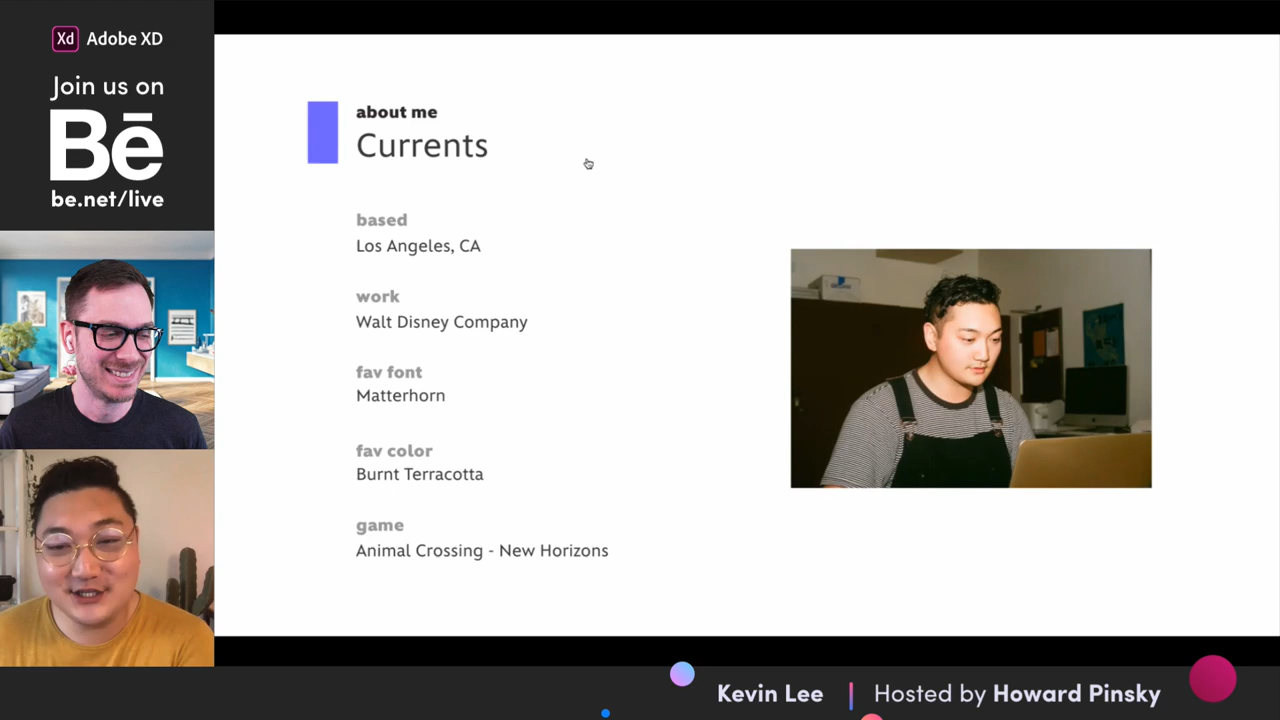 Xd Adobe XD
Join us on
Bē
be.net/live
about me
Currents
based
Los Angeles, CA
work
Walt Disney Company
fav font
Matterhorn
fav color
Burnt Terracotta
game
Animal Crossing - New Horizons
Kevin Lee | Hosted by Howard Pinsky